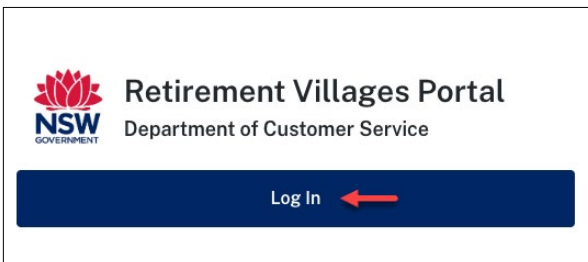 Retirement Villages Portal
NSW
GOVERNMENT
Department of Customer Service
Log In